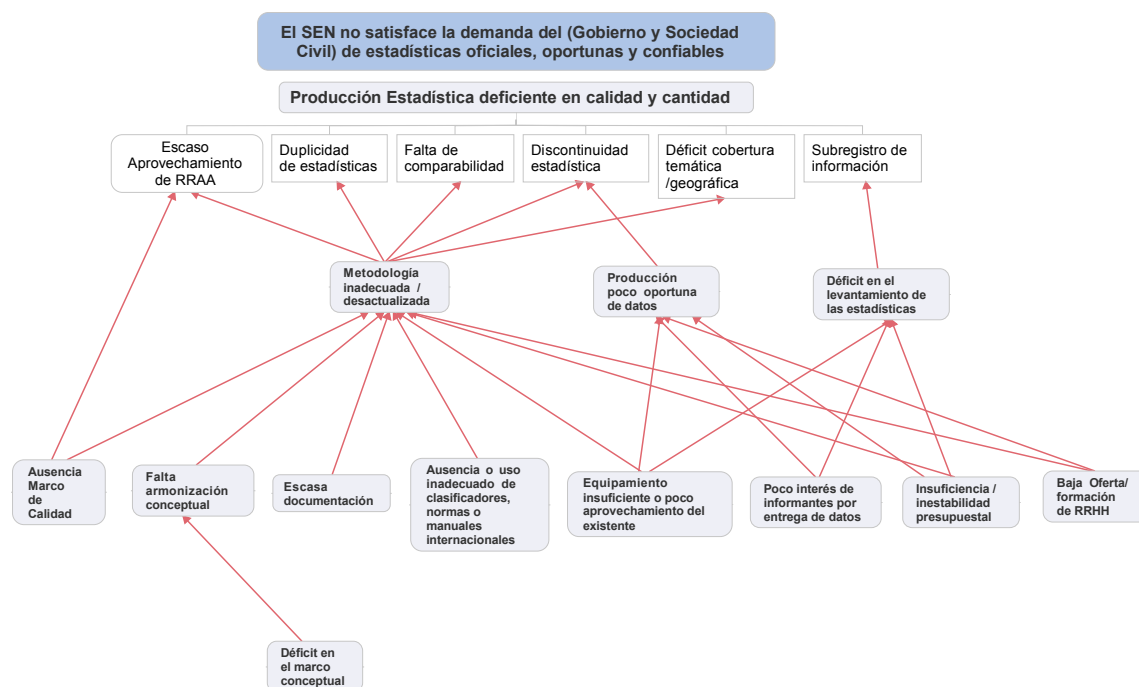 El SEN no satisface la demanda del (Gobierno y Sociedad
Civil) de estadísticas oficiales, oportunas y confiables
Producción Estadística deficiente en calidad y cantidad
Escaso
Aprovechamiento
de RRAA
Duplicidad
de estadísticas
Falta de
comparabilidad
Discontinuidad
estadística
Déficit cobertura
temática
/geográfica
Subregistro de
información
Metodología
inadecuada /
desactualizada
Producción
poco oportuna
de datos
Déficit en el
levantamiento de
las estadísticas
Ausencia
Marco
de
Calidad
Falta
armonización
conceptual
Escasa
documentación
Ausencia o uso
inadecuado de
clasificadores,
normas o
manuales
internacionales
Equipamiento
insuficiente o poco
aprovechamiento del
existente
Poco interés de
informantes por
entrega de datos
Insuficiencia /
inestabilidad
presupuestal
Baja Oferta/
formación
de RRHH
Déficit en
el marco
conceptual